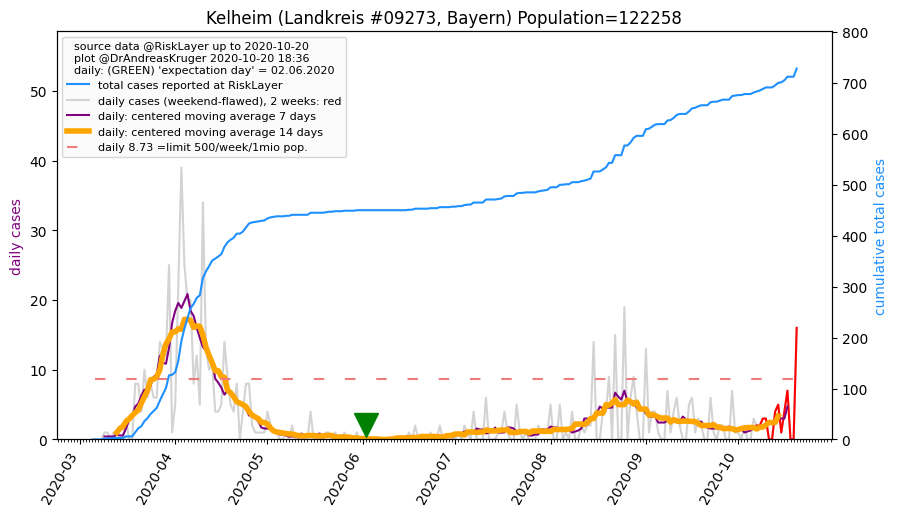 Kelheim (Landkreis #09273, Bayern) Population=122258
source data @RiskLayer up to 2020-10-20
plot @DrAndreasKruger 2020-10-20 18:36
daily: (GREEN) 'expectation day' = 02.06.2020
total cases reported at RiskLayer
daily cases (weekend-flawed), 2 weeks: red
daily: centered moving average 7 days
daily: centered moving average 14 days
daily 8.73 =limit 500/week/1mio pop.
daily cases
50
40
30
20
10
0
cumulative total cases
800
700
600
500
400
300
200
100
0
2020-03
2020-04
2020-05
2020-06
2020-07
2020-08
2020-09
2020-10